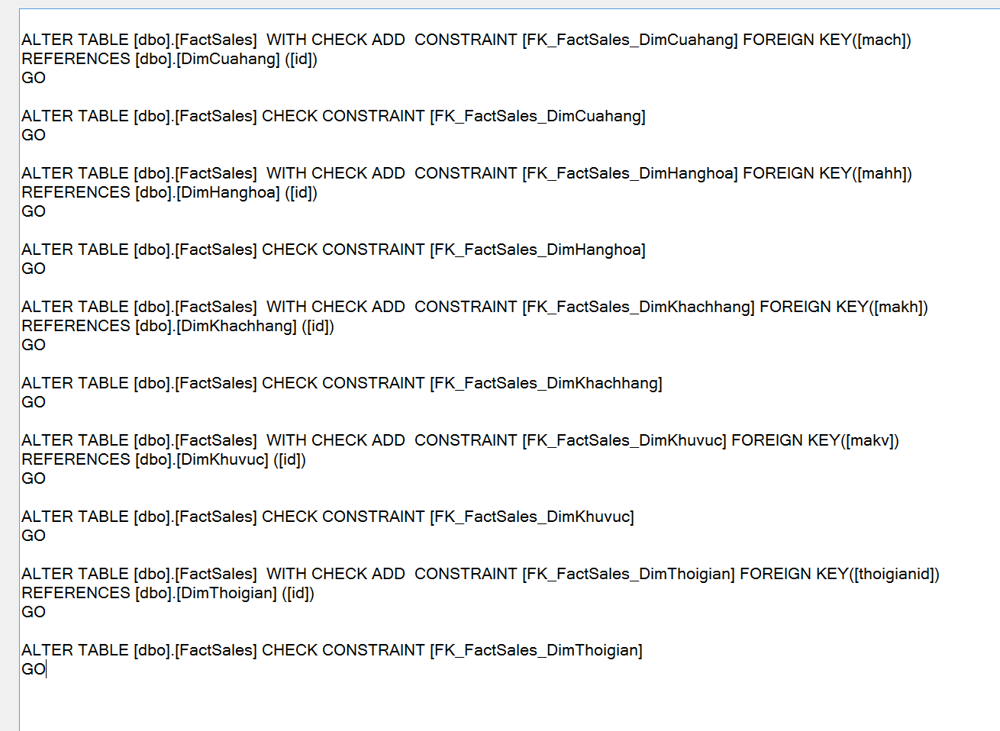 ALTER TABLE [dbo].[FactSales]  WITH CHECK ADD  CONSTRAINT [FK_FactSales_DimCuahang] FOREIGN KEY([mach])
REFERENCES [dbo].[DimCuahang] ([id])
GO
ALTER TABLE [dbo].[FactSales] CHECK CONSTRAINT [FK_FactSales_DimCuahang]
GO
ALTER TABLE [dbo].[FactSales]  WITH CHECK ADD  CONSTRAINT [FK_FactSales_DimHanghoa] FOREIGN KEY([mahh])
REFERENCES [dbo].[DimHanghoa] ([id])
GO
ALTER TABLE [dbo].[FactSales] CHECK CONSTRAINT [FK_FactSales_DimHanghoa]
GO
ALTER TABLE [dbo].[FactSales]  WITH CHECK ADD  CONSTRAINT [FK_FactSales_DimKhachhang] FOREIGN KEY([makh])
REFERENCES [dbo].[DimKhachhang] ([id])
GO
ALTER TABLE [dbo].[FactSales] CHECK CONSTRAINT [FK_FactSales_DimKhachhang]
GO
ALTER TABLE [dbo].[FactSales]  WITH CHECK ADD  CONSTRAINT [FK_FactSales_DimKhuvuc] FOREIGN KEY([makv])
REFERENCES [dbo].[DimKhuvuc] ([id])
GO
ALTER TABLE [dbo].[FactSales] CHECK CONSTRAINT [FK_FactSales_DimKhuvuc]
GO
ALTER TABLE [dbo].[FactSales]  WITH CHECK ADD  CONSTRAINT [FK_FactSales_DimThoigian] FOREIGN KEY([thoigianid])
REFERENCES [dbo].[DimThoigian] ([id])
GO
ALTER TABLE [dbo].[FactSales] CHECK CONSTRAINT [FK_FactSales_DimThoigian]
GO